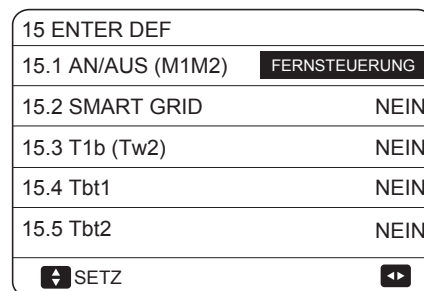 15 ENTER DEF
15.1 AN/AUS (M1M2) FERNSTEUERUNG
15.2 SMART GRID NEIN
15.3 T1b (Tw2) NEIN
15.4 Tbt1 NEIN
15.5 Tbt2 NEIN
SETZ